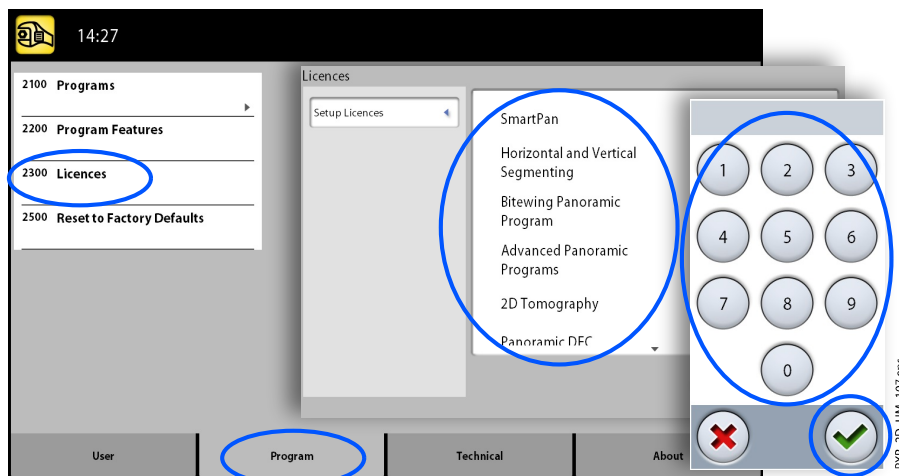 14:27
2100 Programs
2200 Program Features
2300 Licences
2500 Reset to Factory Defaults
Licences
Setup Licences
SmartPan
Horizontal and Vertical
Segmenting
Bitewing Panoramic
Program
Advanced Panoramic
Programs
2D Tomography
Panoramic DEC
1 2 3
4 5 6
7 8 9
0
User Program Technical About